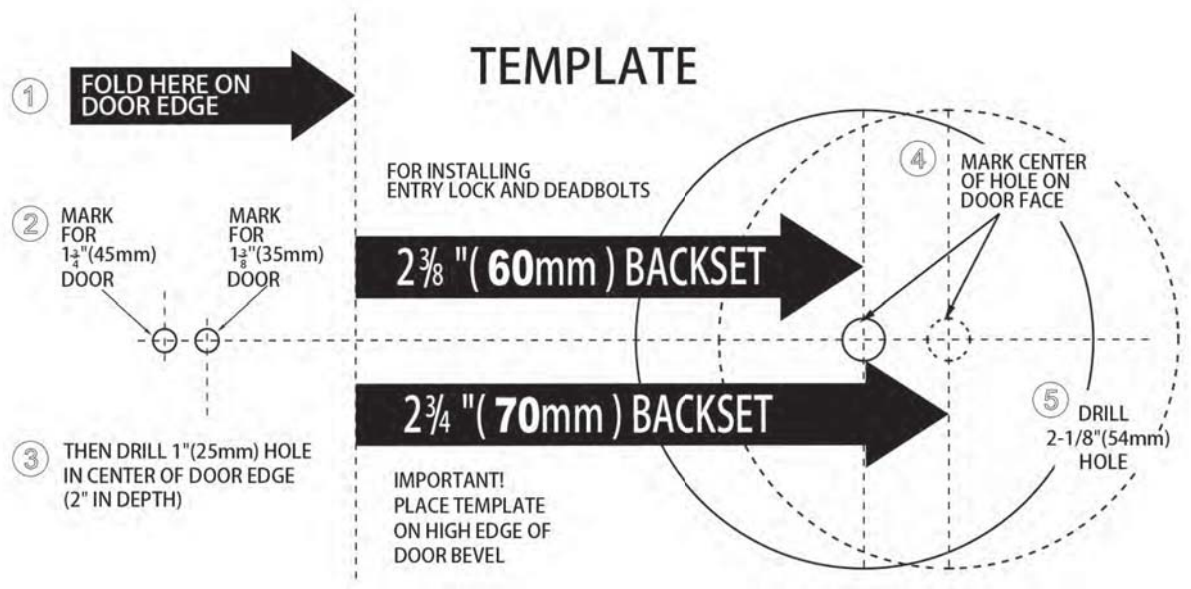 TEMPLATE
1
FOLD HERE ON
DOOR EDGE
2
MARK
FOR
1¾"(45mm)
DOOR
MARK
FOR
1⅜"(35mm)
DOOR
3
THEN DRILL 1"(25mm) HOLE
IN CENTER OF DOOR EDGE
(2" IN DEPTH)
FOR INSTALLING
ENTRY LOCK AND DEADBOLTS
2⅜ "( 60mm ) BACKSET
2¾ "( 70mm ) BACKSET
IMPORTANT!
PLACE TEMPLATE
ON HIGH EDGE OF
DOOR BEVEL
4
MARK CENTER
OF HOLE ON
DOOR FACE
5
DRILL
2-1/8"(54mm)
HOLE